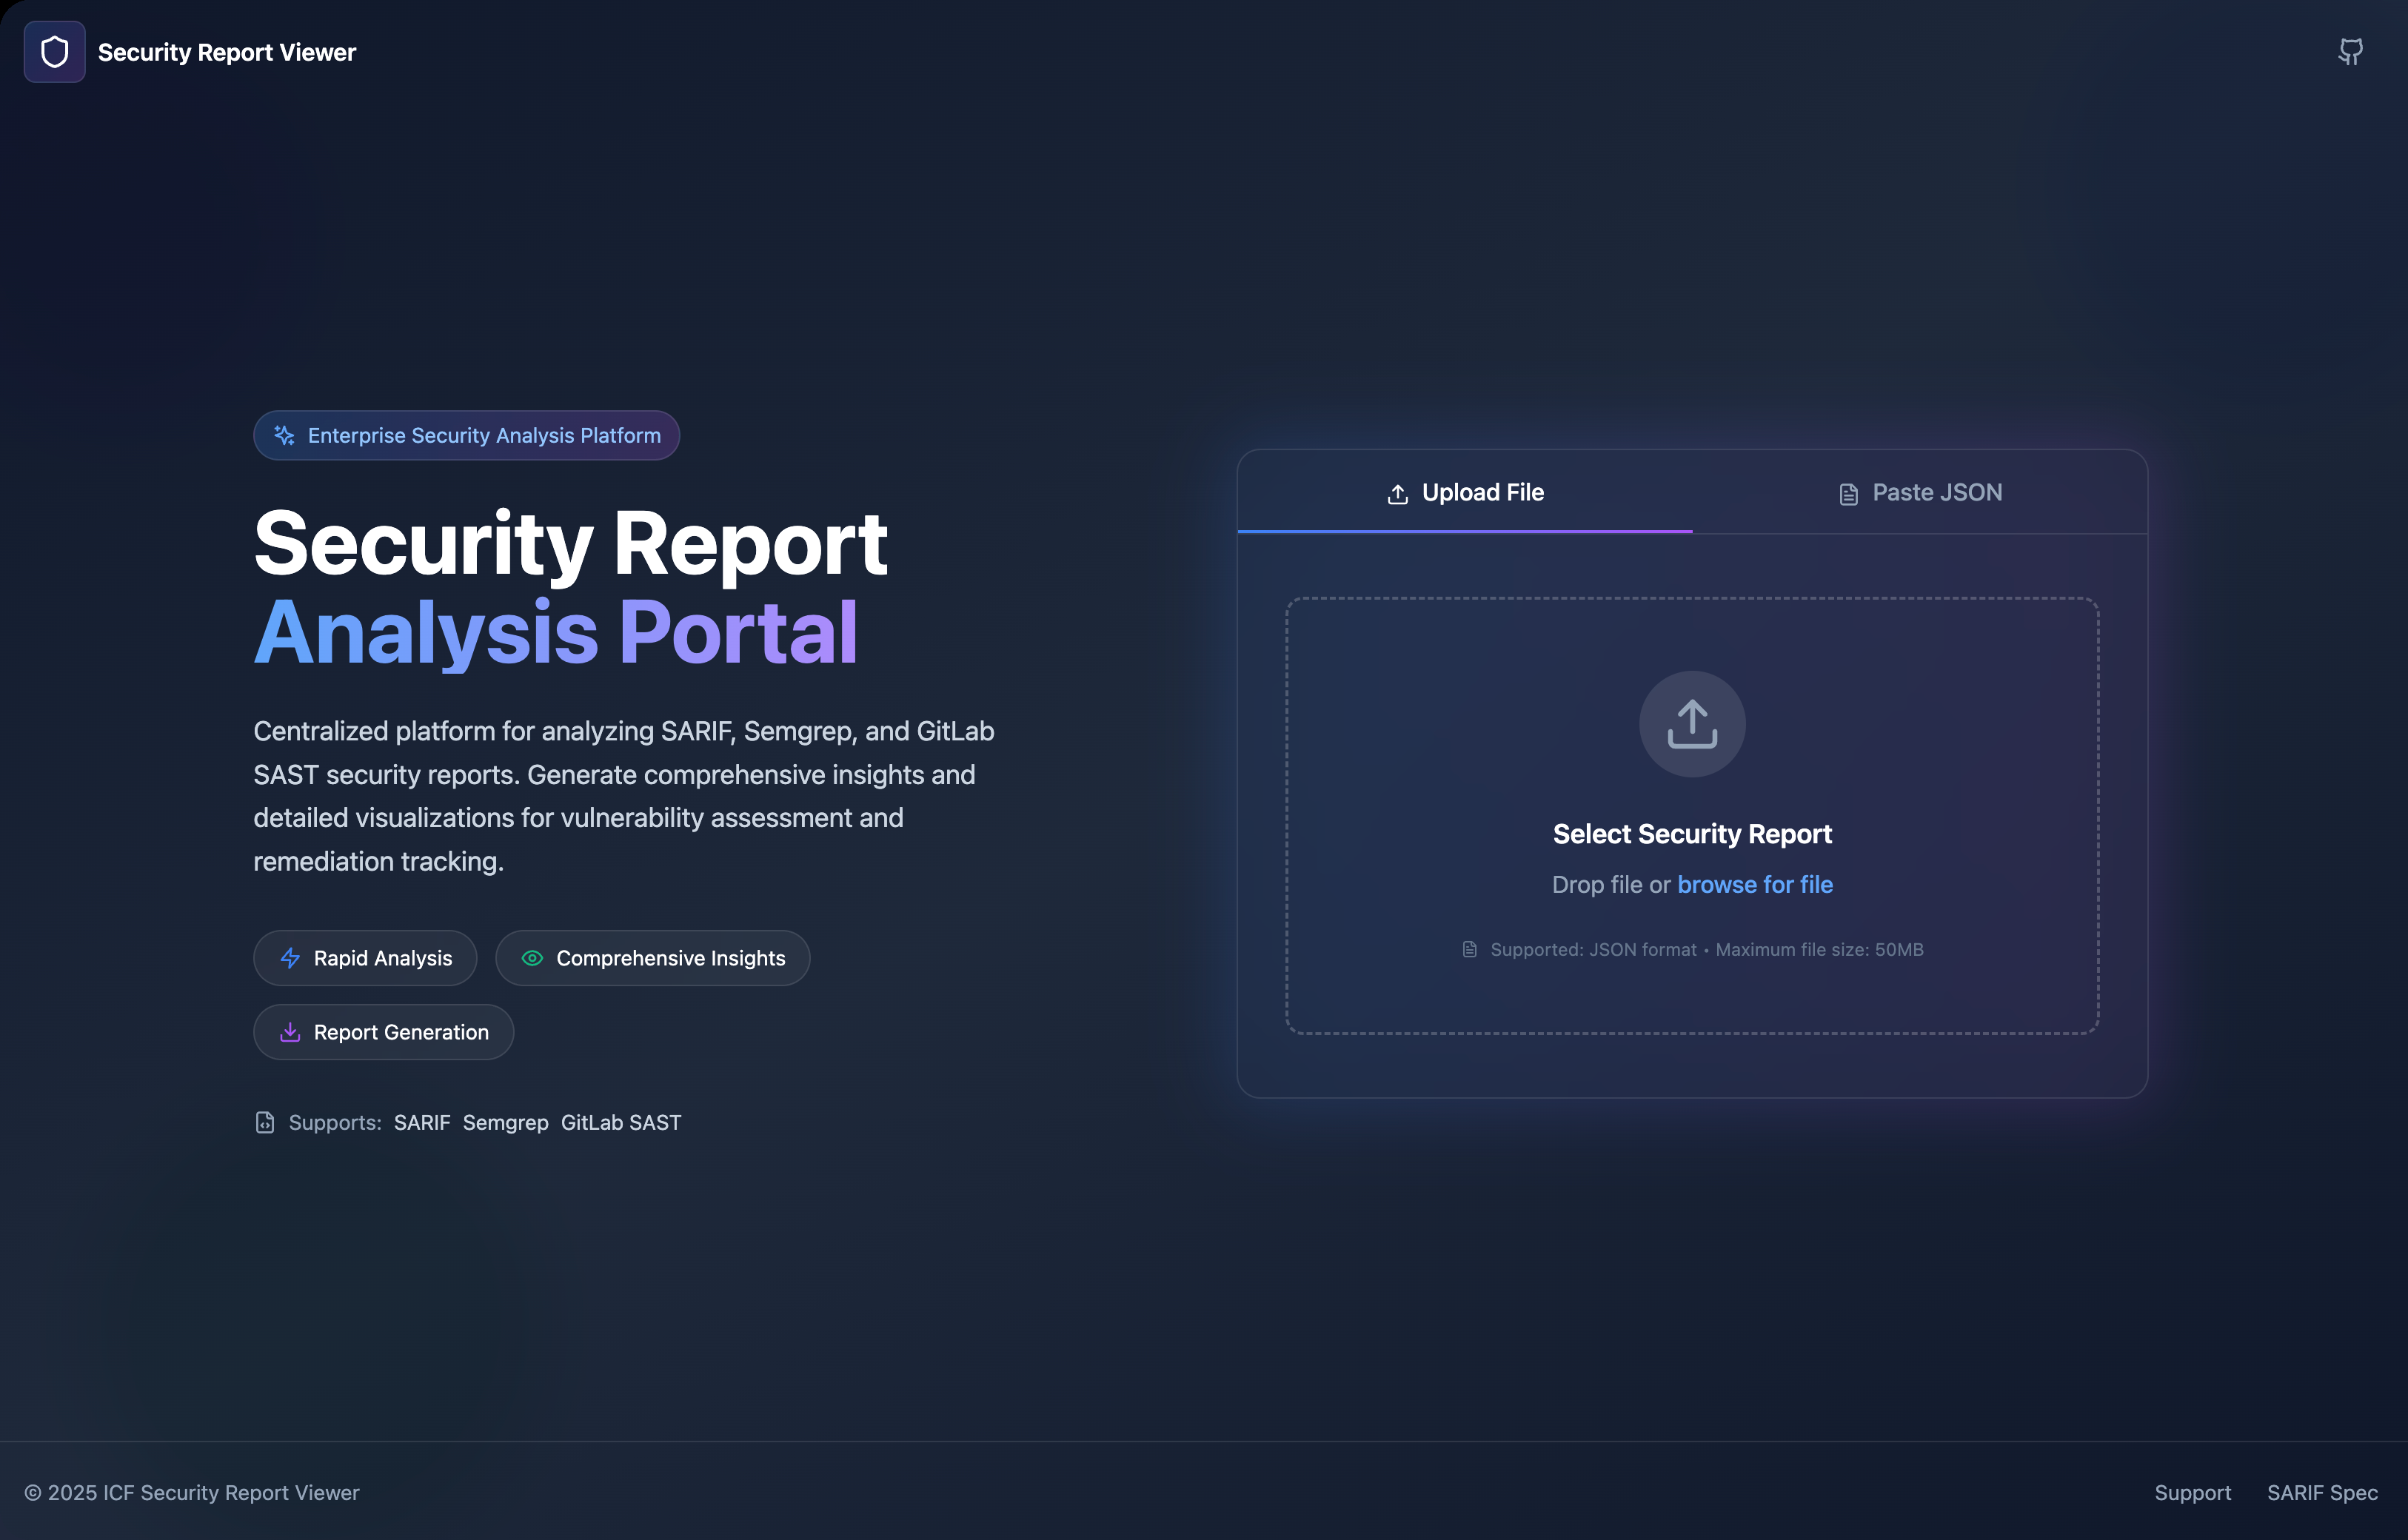 Security Report Viewer
Enterprise Security Analysis Platform
Security Report
Analysis Portal
Centralized platform for analyzing SARIF, Semgrep, and GitLab
SAST security reports. Generate comprehensive insights and
detailed visualizations for vulnerability assessment and
remediation tracking.
Rapid Analysis
Comprehensive Insights
Report Generation
Supports: SARIF Semgrep GitLab SAST
Upload File
Paste JSON
Select Security Report
Drop file or browse for file
Supported: JSON format • Maximum file size: 50MB
© 2025 ICF Security Report Viewer
Support
SARIF Spec